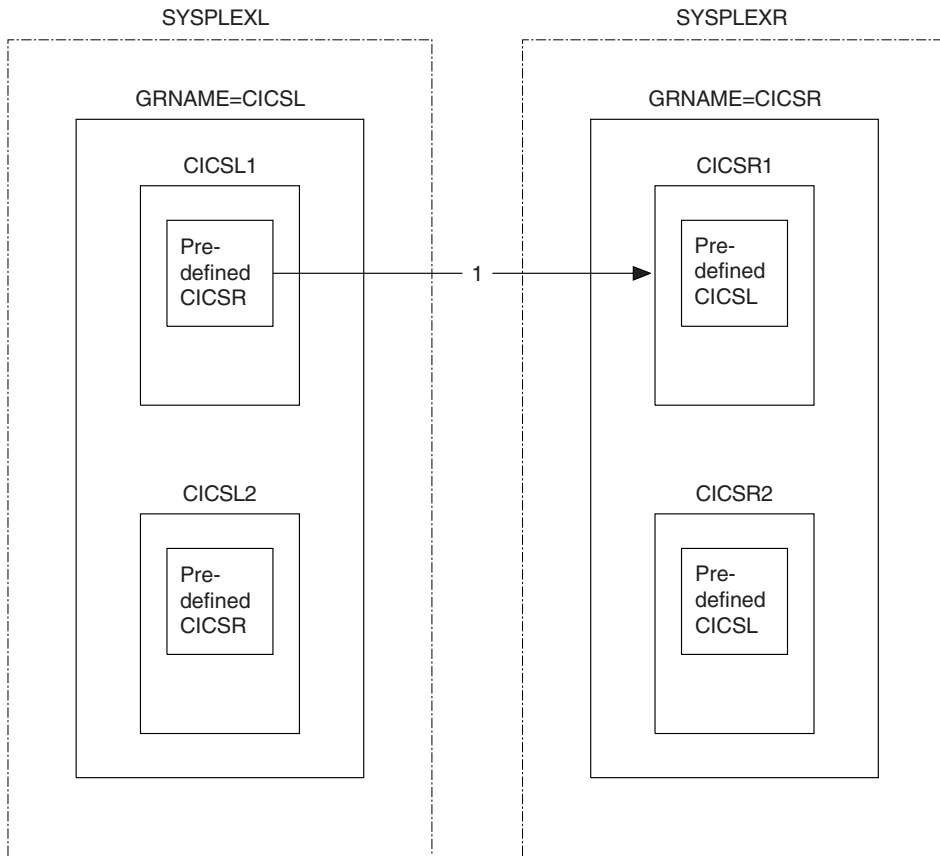 SYSPLEXL
SYSPLEXR
GRNAME=CICSL
GRNAME=CICSR
CICSL1
CICSR1
Pre-
defined
CICSR
1
Pre-
defined
CICSL
CICSL2
CICSR2
Pre-
defined
CICSR
Pre-
defined
CICSL